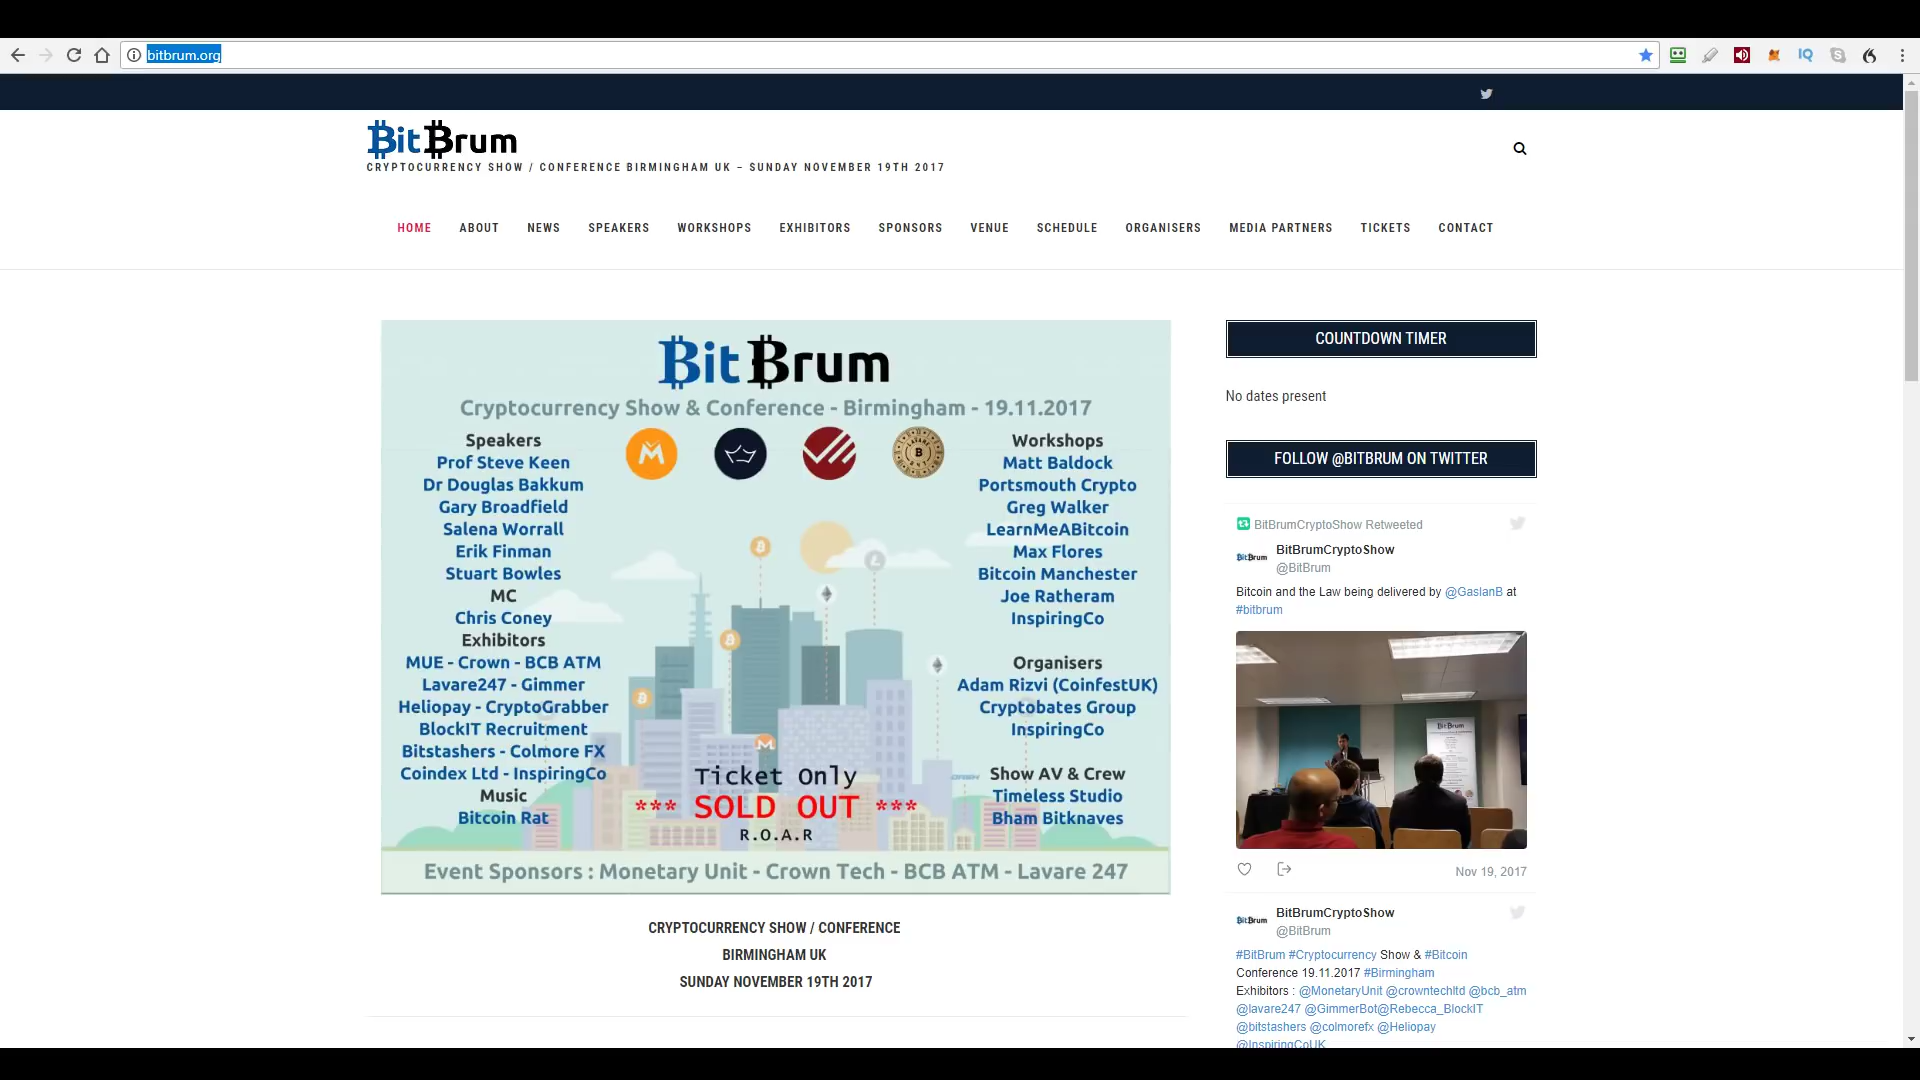 bitbrum.org
BitBrum
CRYPTOCURRENCY SHOW / CONFERENCE BIRMINGHAM UK – SUNDAY NOVEMBER 19TH 2017
HOME ABOUT NEWS SPEAKERS WORKSHOPS EXHIBITORS SPONSORS VENUE SCHEDULE ORGANISERS MEDIA PARTNERS TICKETS CONTACT
BitBrum
Cryptocurrency Show & Conference - Birmingham - 19.11.2017
Speakers
Prof Steve Keen
Dr Douglas Bakkum
Gary Broadfield
Salena Worrall
Erik Finman
Stuart Bowles
MC
Chris Coney
Exhibitors
MUE - Crown - BCB ATM
Lavare247 - Gimmer
Heliopay - CryptoGrabber
BlockIT Recruitment
Bitstashers - Colmore FX
Coindex Ltd - InspiringCo
Music
Bitcoin Rat
Workshops
Matt Baldock
Portsmouth Crypto
Greg Walker
LearnMeABitcoin
Max Flores
Bitcoin Manchester
Joe Ratheram
InspiringCo
Organisers
Adam Rizvi (CoinfestUK)
Cryptobates Group
InspiringCo
Show AV & Crew
Timeless Studio
Bham Bitknaves
Ticket Only
*** SOLD OUT ***
R.O.A.R
Event Sponsors : Monetary Unit - Crown Tech - BCB ATM - Lavare 247
CRYPTOCURRENCY SHOW / CONFERENCE
BIRMINGHAM UK
SUNDAY NOVEMBER 19TH 2017
COUNTDOWN TIMER
No dates present
FOLLOW @BITBRUM ON TWITTER
BitBrumCryptoShow Retweeted
BitBrum
BitBrumCryptoShow
@BitBrum
Bitcoin and the Law being delivered by @GaslanB at
#bitbrum
BitBrum
Nov 19, 2017
BitBrum
BitBrumCryptoShow
@BitBrum
#BitBrum #Cryptocurrency Show & #Bitcoin
Conference 19.11.2017 #Birmingham
Exhibitors : @MonetaryUnit @crowntechltd @bcb_atm
@lavare247 @GimmerBot@Rebecca_BlockIT
@bitstashers @colmorefx @Heliopay
@InspiringCoUK